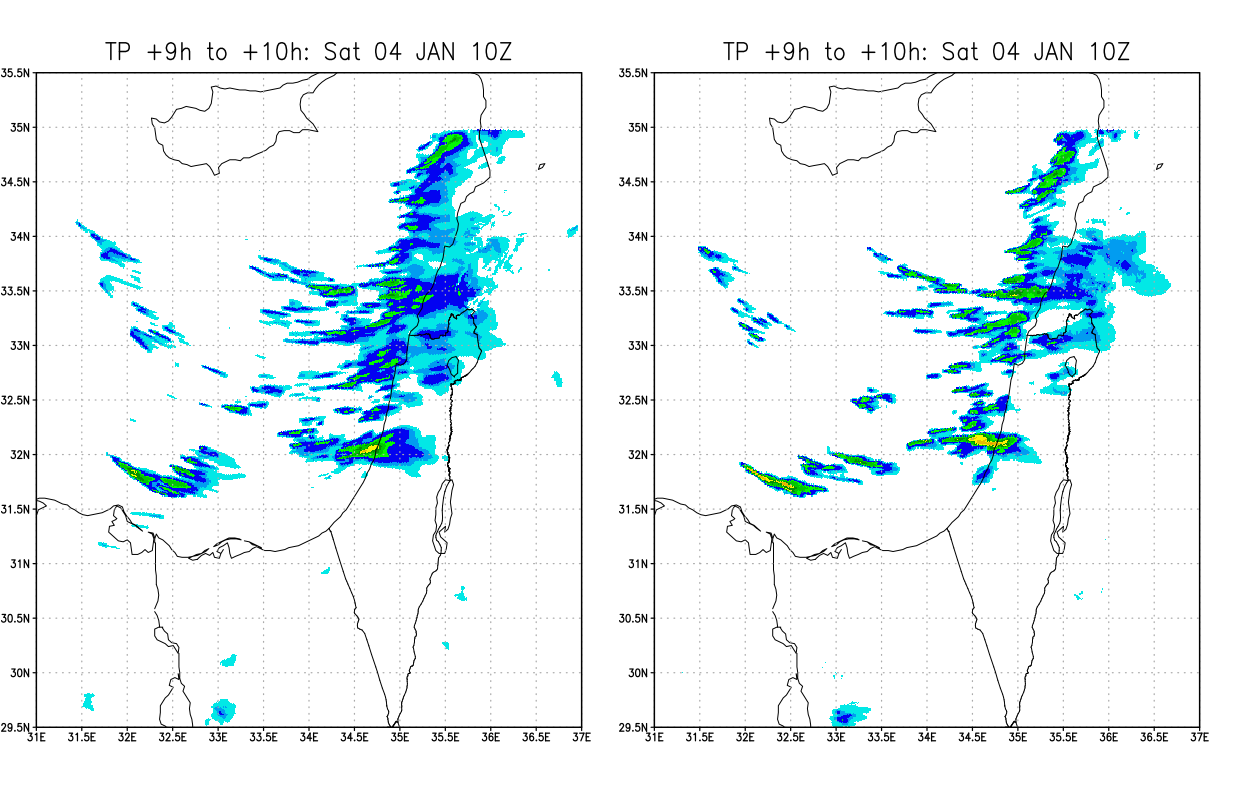 TP +9h to +10h: Sat 04 JAN 10Z
35.5N
35N
34.5N
34N
33.5N
33N
32.5N
32N
31.5N
31N
30.5N
30N
29.5N
31E 31.5E 32E 32.5E 33E 33.5E 34E 34.5E 35E 35.5E 36E 36.5E 37E
TP +9h to +10h: Sat 04 JAN 10Z
35.5N
35N
34.5N
34N
33.5N
33N
32.5N
32N
31.5N
31N
30.5N
30N
29.5N
31E 31.5E 32E 32.5E 33E 33.5E 34E 34.5E 35E 35.5E 36E 36.5E 37E